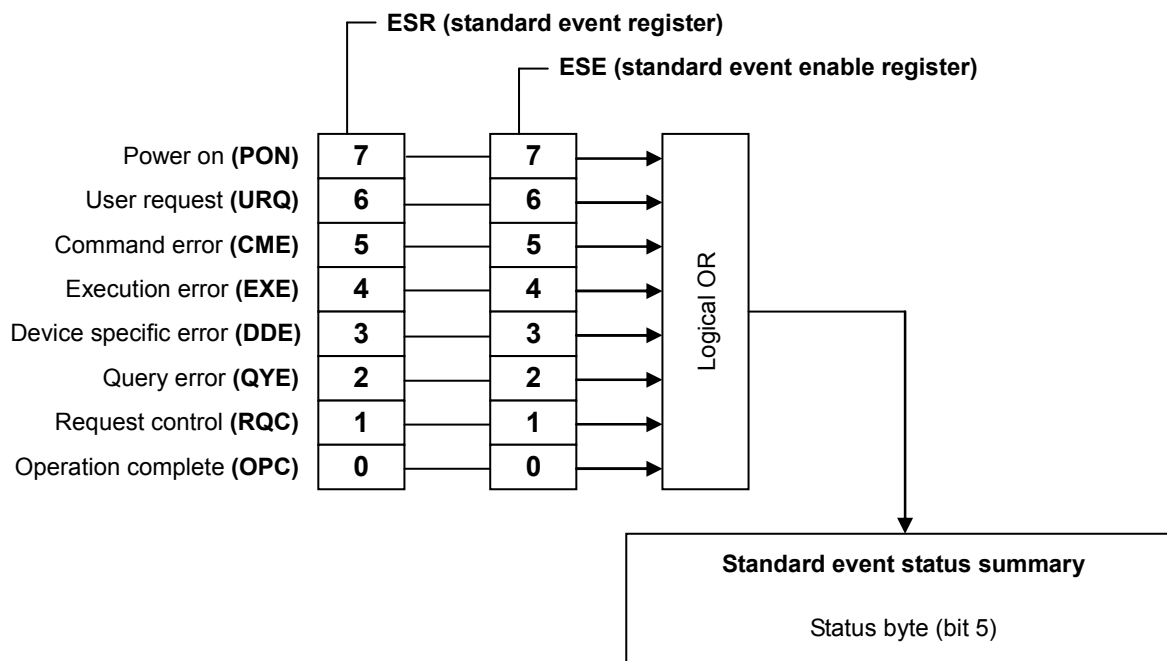 ESR (standard event register)
ESE (standard event enable register)
Power on (PON) 7 7
User request (URQ) 6 6
Command error (CME) 5 5
Execution error (EXE) 4 4
Device specific error (DDE) 3 3
Query error (QYE) 2 2
Request control (RQC) 1 1
Operation complete (OPC) 0 0
Logical OR
Standard event status summary
Status byte (bit 5)